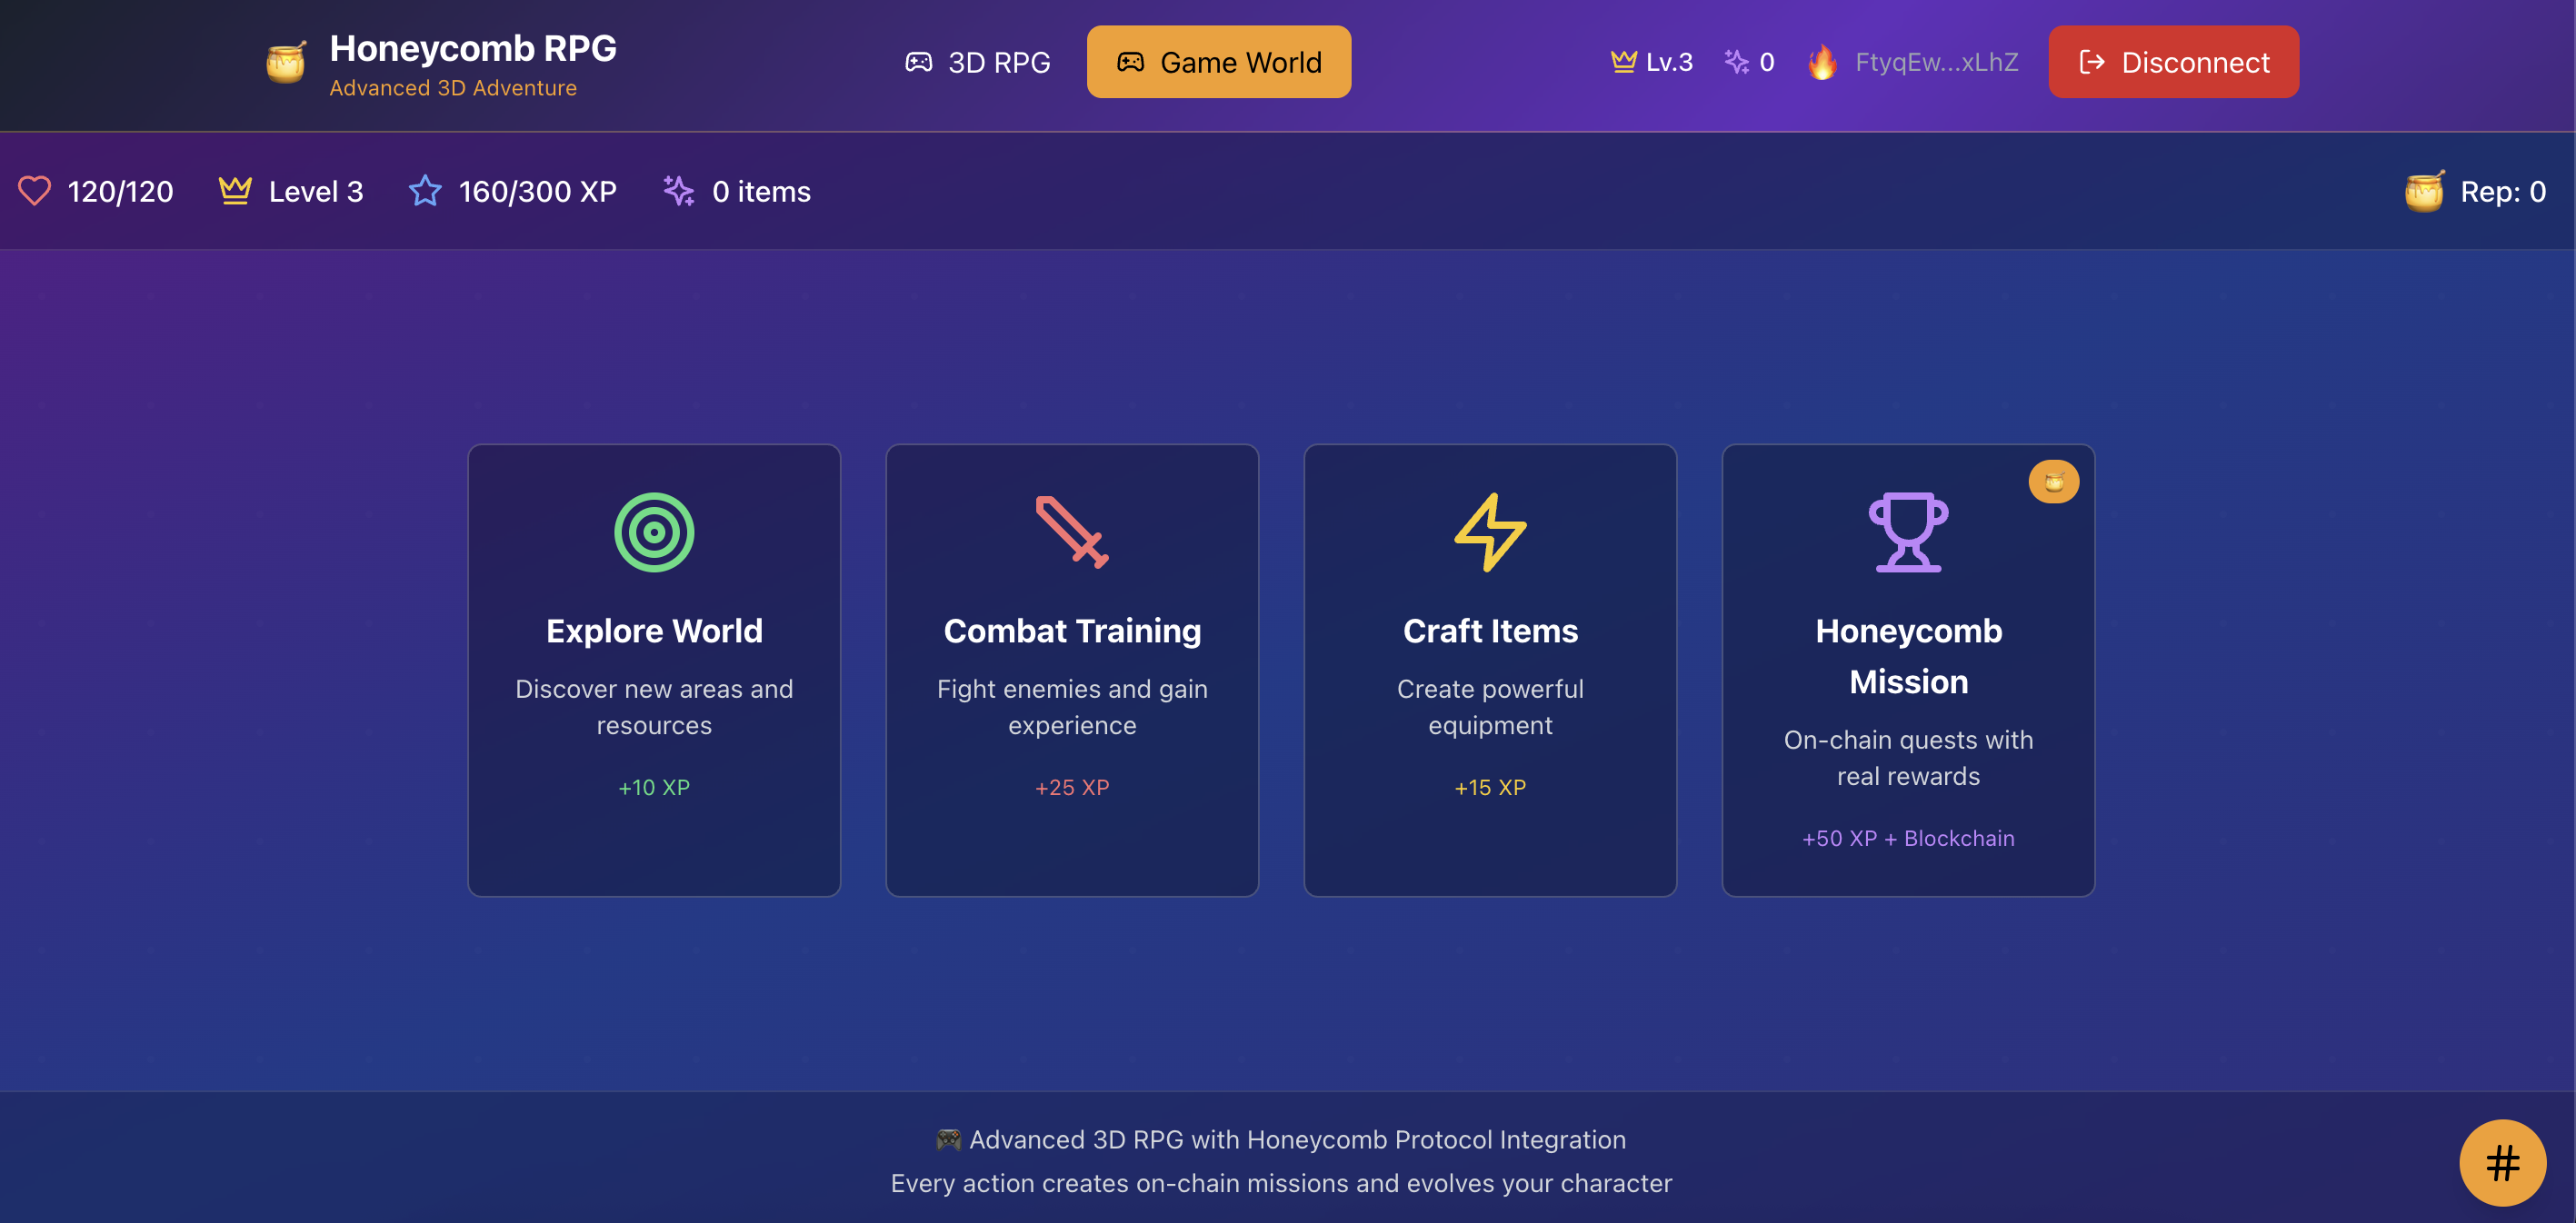 Honeycomb RPG
Advanced 3D Adventure
3D RPG
Game World
Lv.3
0
FtyqEw...xLhZ
Disconnect
120/120
Level 3
160/300 XP
0 items
Rep: 0
Explore World
Discover new areas and
resources
+10 XP
Combat Training
Fight enemies and gain
experience
+25 XP
Craft Items
Create powerful
equipment
+15 XP
Honeycomb
Mission
On-chain quests with
real rewards
+50 XP + Blockchain
🎮 Advanced 3D RPG with Honeycomb Protocol Integration
Every action creates on-chain missions and evolves your character
#